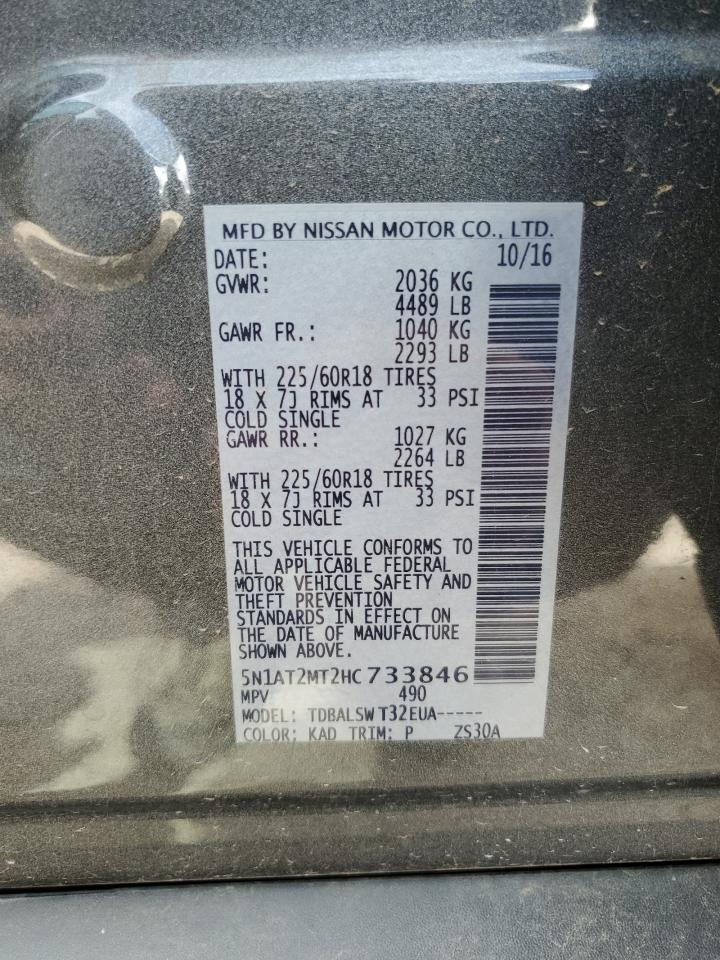 MFD BY NISSAN MOTOR CO., LTD.
DATE: 10/16
GVWR: 2036 KG
4489 LB
GAWR FR.: 1040 KG
2293 LB
WITH 225/60R18 TIRES
18 X 7J RIMS AT 33 PSI
COLD SINGLE
GAWR RR.: 1027 KG
2264 LB
WITH 225/60R18 TIRES
18 X 7J RIMS AT 33 PSI
COLD SINGLE
THIS VEHICLE CONFORMS TO
ALL APPLICABLE FEDERAL
MOTOR VEHICLE SAFETY AND
THEFT PREVENTION
STANDARDS IN EFFECT ON
THE DATE OF MANUFACTURE
SHOWN ABOVE.
5N1AT2MT2HC733846
MPV 490
MODEL: TDBALSW T32EUA-----
COLOR: KAD TRIM: P ZS30A